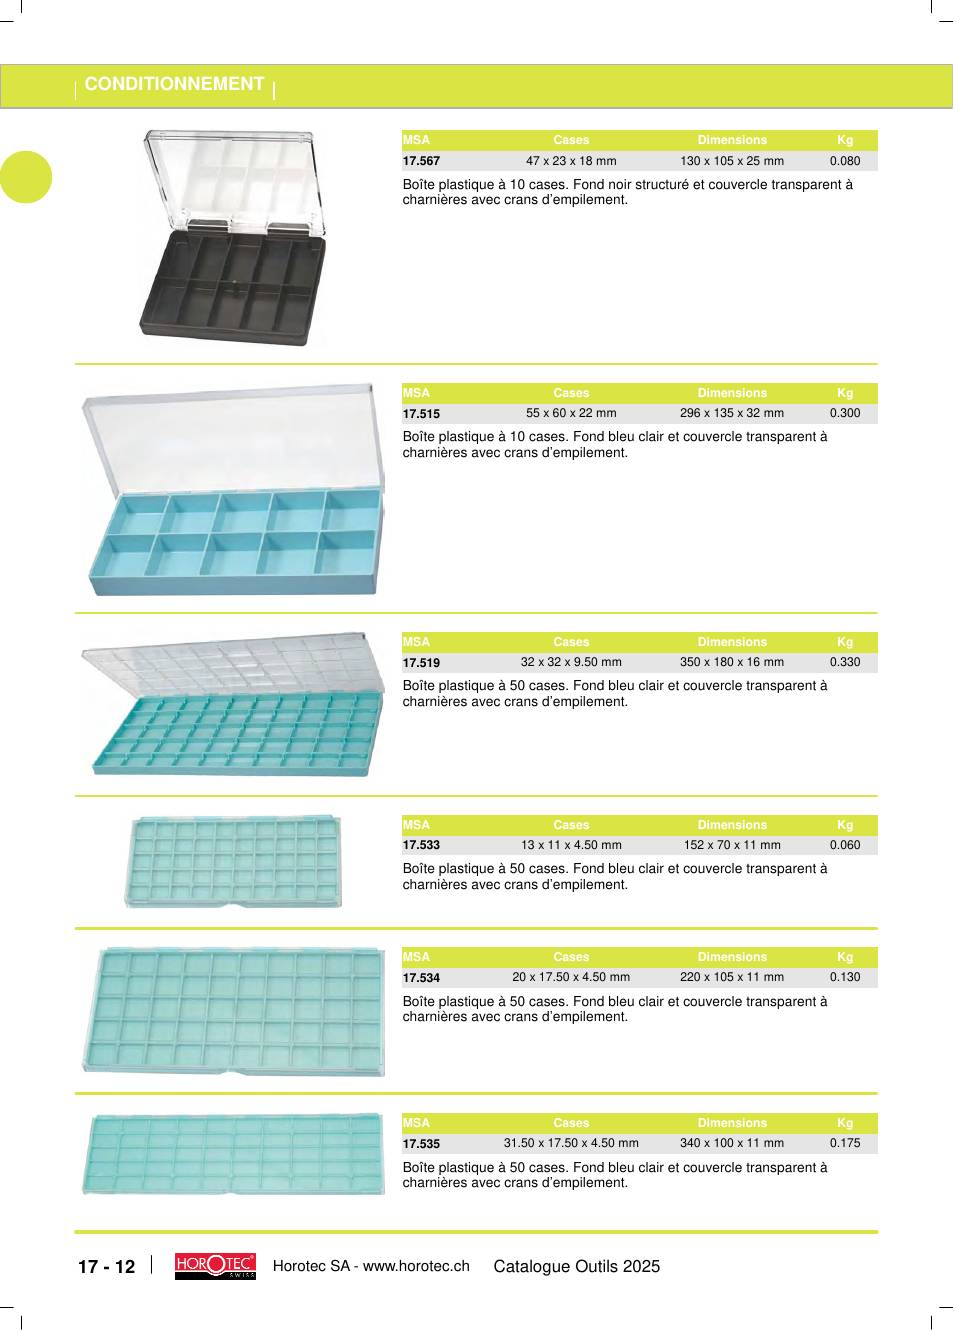 CONDITIONNEMENT
MSA Cases Dimensions Kg
17.567 47 x 23 x 18 mm 130 x 105 x 25 mm 0.080
Boîte plastique à 10 cases. Fond noir structuré et couvercle transparent à
charnières avec crans d'empilement.
MSA Cases Dimensions Kg
17.515 55 x 60 x 22 mm 296 x 135 x 32 mm 0.300
Boîte plastique à 10 cases. Fond bleu clair et couvercle transparent à
charnières avec crans d'empilement.
MSA Cases Dimensions Kg
17.519 32 x 32 x 9.50 mm 350 x 180 x 16 mm 0.330
Boîte plastique à 50 cases. Fond bleu clair et couvercle transparent à
charnières avec crans d'empilement.
MSA Cases Dimensions Kg
17.533 13 x 11 x 4.50 mm 152 x 70 x 11 mm 0.060
Boîte plastique à 50 cases. Fond bleu clair et couvercle transparent à
charnières avec crans d'empilement.
MSA Cases Dimensions Kg
17.534 20 x 17.50 x 4.50 mm 220 x 105 x 11 mm 0.130
Boîte plastique à 50 cases. Fond bleu clair et couvercle transparent à
charnières avec crans d'empilement.
MSA Cases Dimensions Kg
17.535 31.50 x 17.50 x 4.50 mm 340 x 100 x 11 mm 0.175
Boîte plastique à 50 cases. Fond bleu clair et couvercle transparent à
charnières avec crans d'empilement.
17 - 12 HOROTEC® SWISS Horotec SA - www.horotec.ch Catalogue Outils 2025